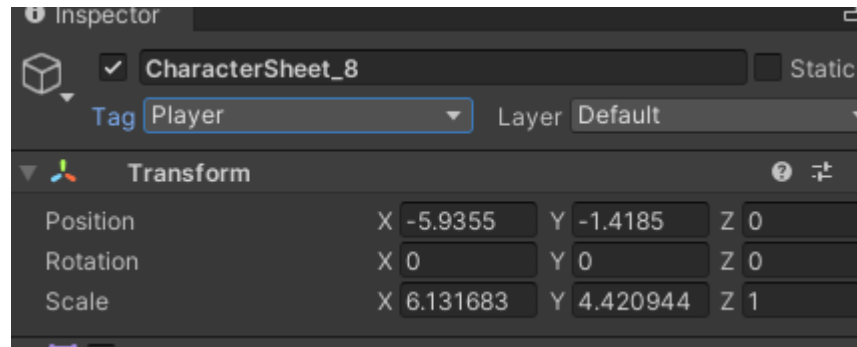 Inspector
CharacterSheet_8 Static
Tag Player Layer Default
Transform
Position X -5.9355 Y -1.4185 Z 0
Rotation X 0 Y 0 Z 0
Scale X 6.131683 Y 4.420944 Z 1